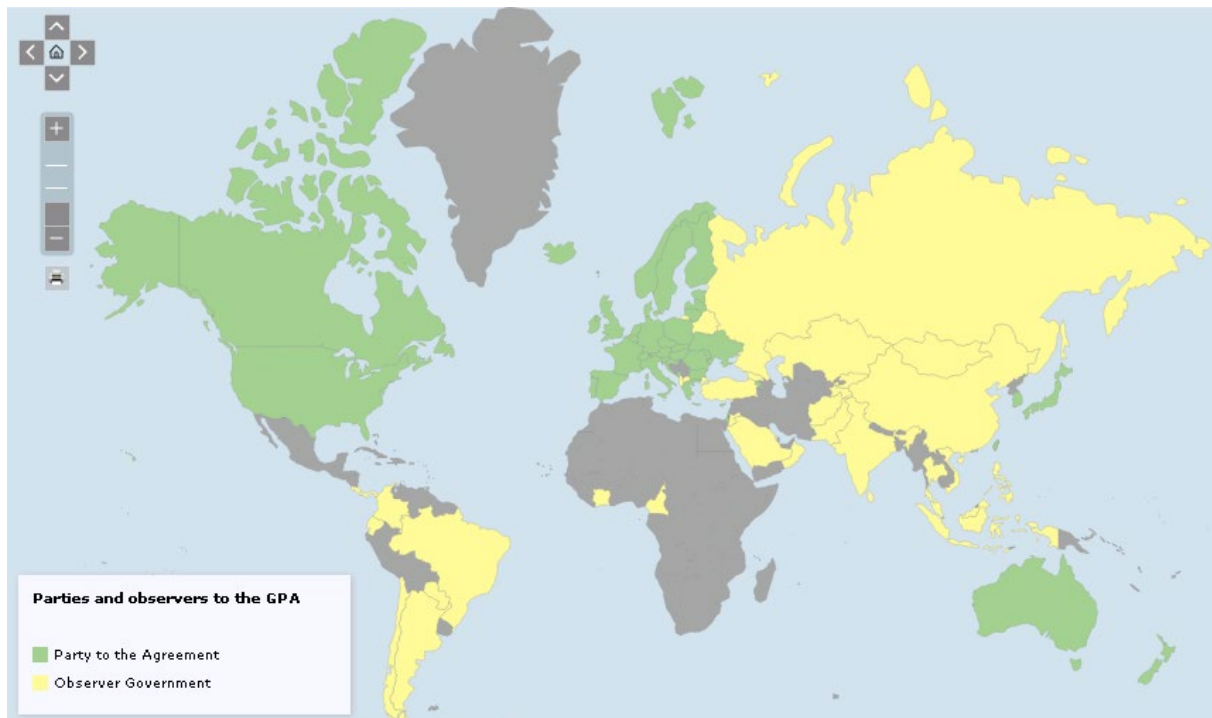 Parties and observers to the GPA
Party to the Agreement
Observer Government